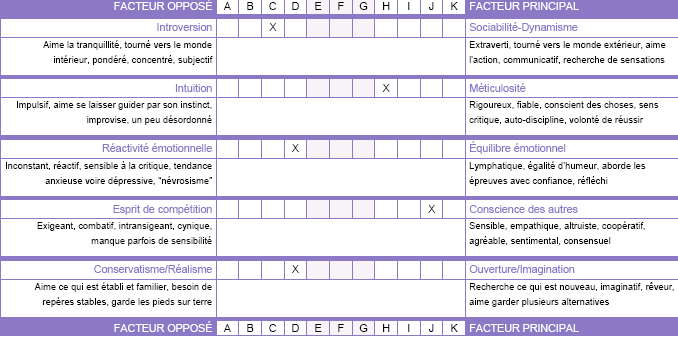 FACTEUR OPPOSÉ A B C D E F G H I J K FACTEUR PRINCIPAL
Introversion X Sociabilité-Dynamisme
Aime la tranquillité, tourné vers le monde
intérieur, pondéré, concentré, subjectif
Extraverti, tourné vers le monde extérieur, aime
l'action, communicatif, recherche de sensations
Intuition X Méticulosité
Impulsif, aime se laisser guider par son instinct,
improvise, un peu désordonné
Rigoureux, fiable, conscient des choses, sens
critique, auto-discipline, volonté de réussir
Réactivité émotionnelle X Équilibre émotionnel
Inconstant, réactif, sensible à la critique, tendance
anxieuse voire dépressive, "névrosisme"
Lymphatique, égalité d'humeur, aborde les
épreuves avec confiance, réfléchi
Esprit de compétition X Conscience des autres
Exigeant, combatif, intransigeant, cynique,
manque parfois de sensibilité
Sensible, empathique, altruiste, coopératif,
agréable, sentimental, consensuel
Conservatisme/Réalisme X Ouverture/Imagination
Aime ce qui est établi et familier, besoin de
repères stables, garde les pieds sur terre
Recherche ce qui est nouveau, imaginatif, rêveur,
aime garder plusieurs alternatives
FACTEUR OPPOSÉ A B C D E F G H I J K FACTEUR PRINCIPAL